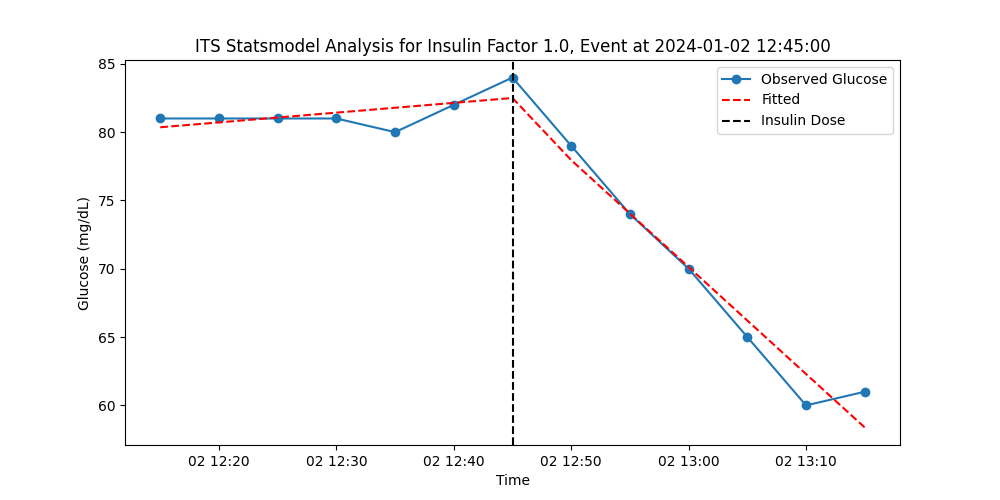 ITS Statsmodel Analysis for Insulin Factor 1.0, Event at 2024-01-02 12:45:00
Observed Glucose
Fitted
Insulin Dose
Glucose (mg/dL)
85
80
75
70
65
60
02 12:20
02 12:30
02 12:40
02 12:50
02 13:00
02 13:10
Time